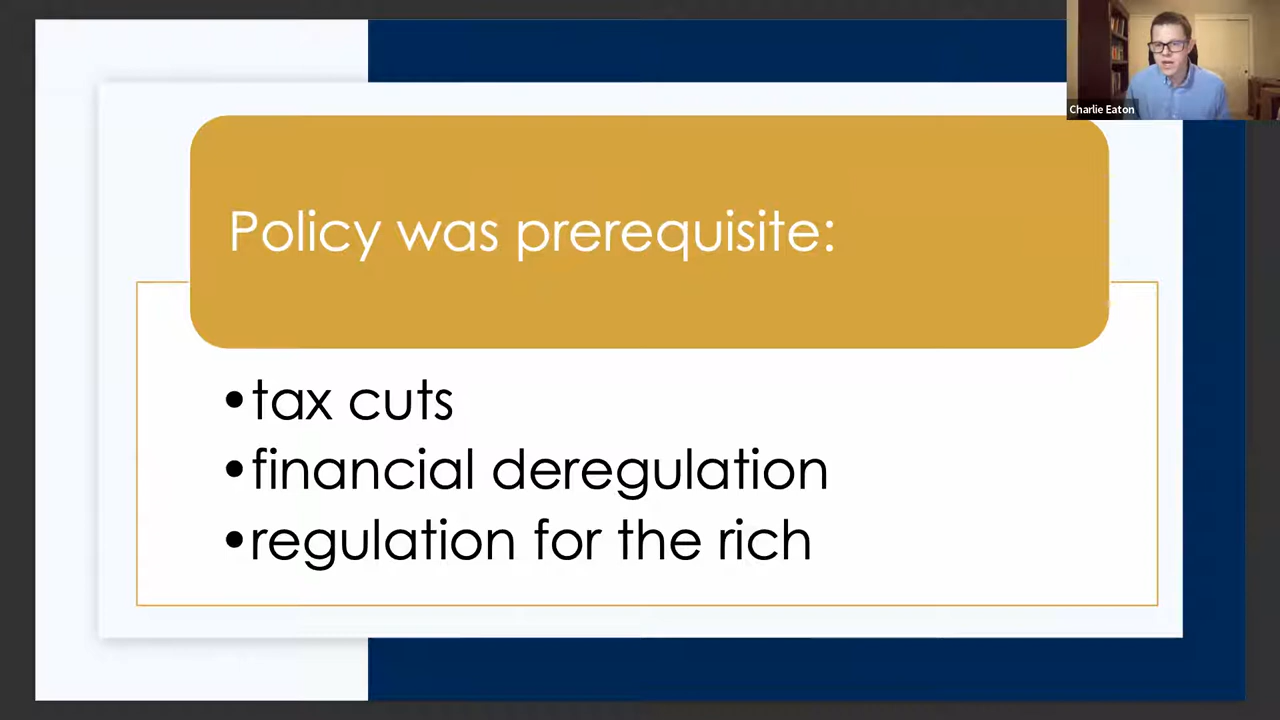 Charlie Eaton
Policy was prerequisite:
•tax cuts
•financial deregulation
•regulation for the rich